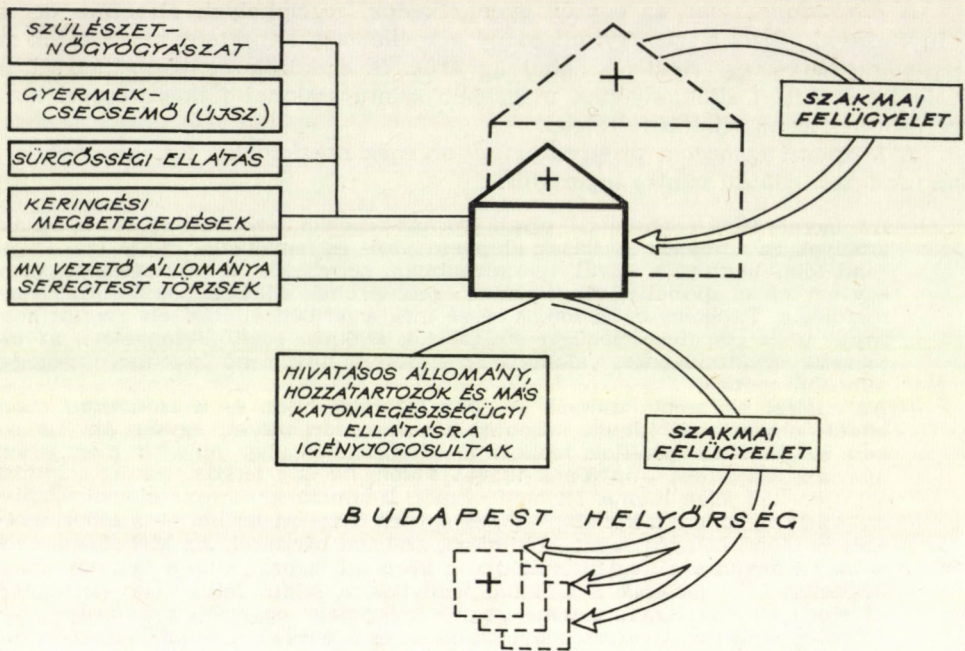 SZÜLÉSZET-
NŐGYÓGYÁSZAT
GYERMEK-
CSECSEMŐ (ÚJSZ.)
SÜRGŐSSÉGI ELLÁTÁS
KERINGÉSI
MEGBETEGEDÉSEK
MN VEZETŐ ÁLLOMÁNYA
SEREGTEST TÖRZSEK
SZAKMAI
FELÜGYELET
HIVATÁSOS ÁLLOMÁNY,
HOZZÁTARTOZÓK ÉS MÁS
KATONAEGÉSZSÉGÜGYI
ELLÁTÁSRA
IGÉNYJOGOSULTAK
SZAKMAI
FELÜGYELET
BUDAPEST HELYŐRSÉG